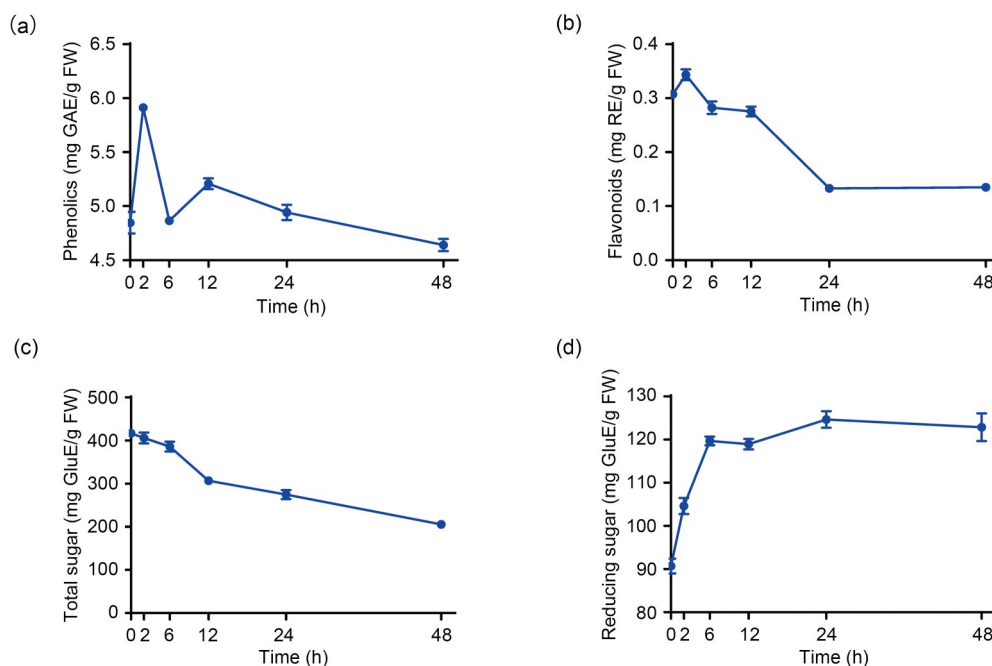 (a)
Phenolics (mg GAE/g FW)
6.5
6.0
5.5
5.0
4.5
0 2 6 12 24 48
Time (h)
(b)
Flavonoids (mg RE/g FW)
0.4
0.3
0.2
0.1
0.0
0 2 6 12 24 48
Time (h)
(c)
Total sugar (mg GluE/g FW)
500
400
300
200
100
0
0 2 6 12 24 48
Time (h)
(d)
Reducing sugar (mg GluE/g FW)
130
120
110
100
90
80
0 2 6 12 24 48
Time (h)